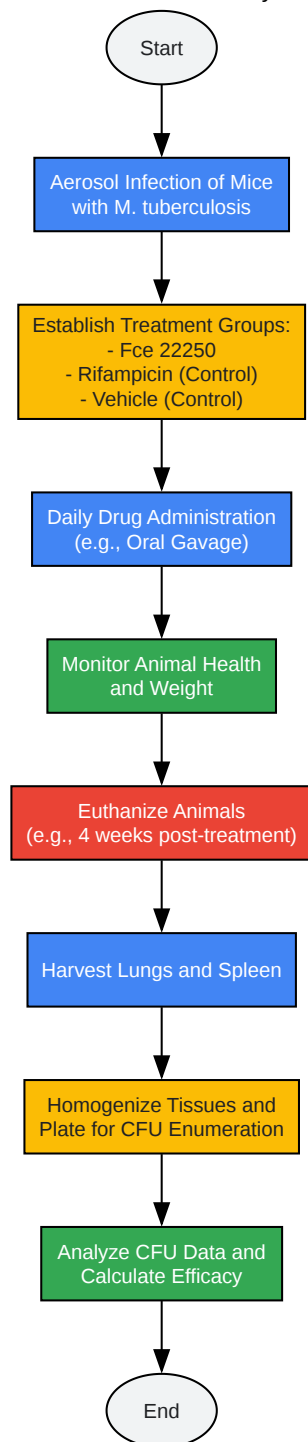 Start
Aerosol Infection of Mice
with M. tuberculosis
Establish Treatment Groups:
- Fce 22250
- Rifampicin (Control)
- Vehicle (Control)
Daily Drug Administration
(e.g., Oral Gavage)
Monitor Animal Health
and Weight
Euthanize Animals
(e.g., 4 weeks post-treatment)
Harvest Lungs and Spleen
Homogenize Tissues and
Plate for CFU Enumeration
Analyze CFU Data and
Calculate Efficacy
End